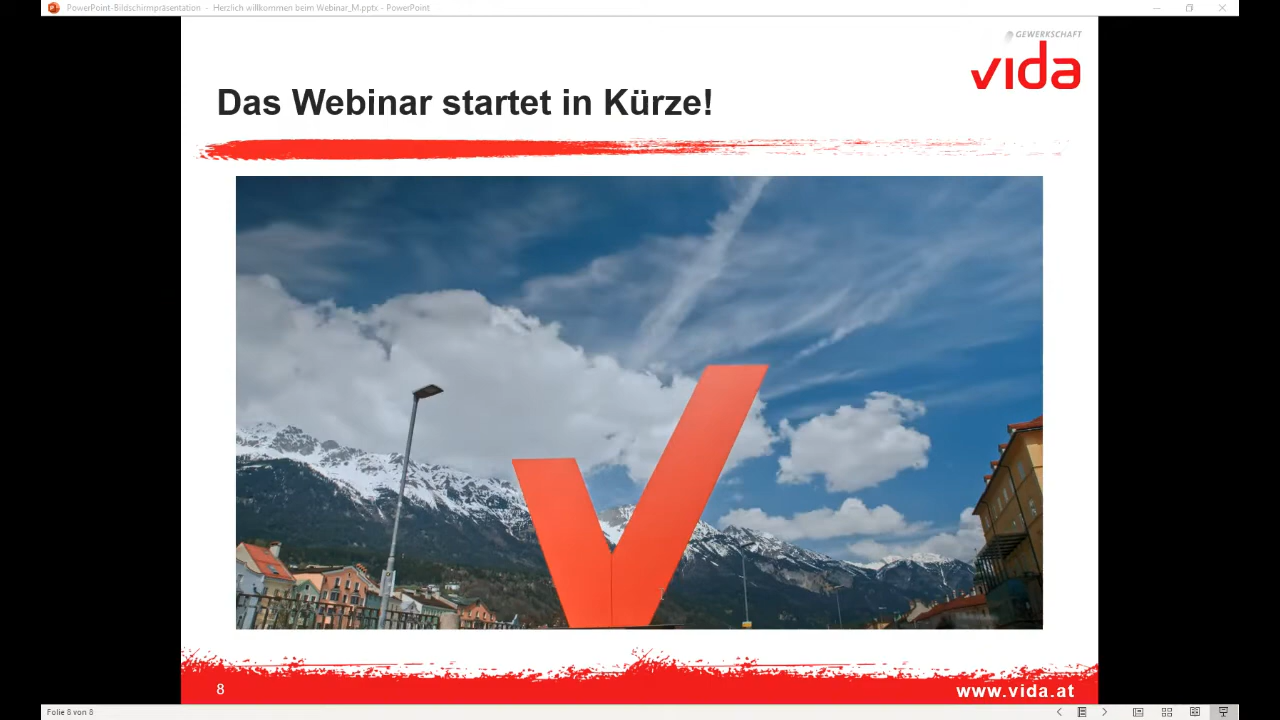 PowerPoint-Bildschirmpräsentation - Herzlich willkommen beim Webinar_M.pptx - PowerPoint
GEWERKSCHAFT
vida
Das Webinar startet in Kürze!
V
8
www.vida.at
Folie 8 von 8